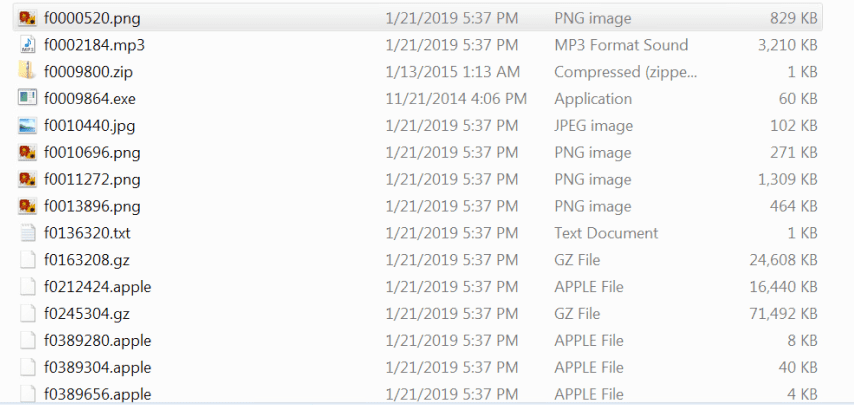 f0000520.png 1/21/2019 5:37 PM PNG image 829 KB
f0002184.mp3 1/21/2019 5:37 PM MP3 Format Sound 3,210 KB
f0009800.zip 1/13/2015 1:13 AM Compressed (zippe... 1 KB
f0009864.exe 11/21/2014 4:06 PM Application 60 KB
f0010440.jpg 1/21/2019 5:37 PM JPEG image 102 KB
f0010696.png 1/21/2019 5:37 PM PNG image 271 KB
f0011272.png 1/21/2019 5:37 PM PNG image 1,309 KB
f0013896.png 1/21/2019 5:37 PM PNG image 464 KB
f0136320.txt 1/21/2019 5:37 PM Text Document 1 KB
f0163208.gz 1/21/2019 5:37 PM GZ File 24,608 KB
f0212424.apple 1/21/2019 5:37 PM APPLE File 16,440 KB
f0245304.gz 1/21/2019 5:37 PM GZ File 71,492 KB
f0389280.apple 1/21/2019 5:37 PM APPLE File 8 KB
f0389304.apple 1/21/2019 5:37 PM APPLE File 40 KB
f0389656.apple 1/21/2019 5:37 PM APPLE File 4 KB